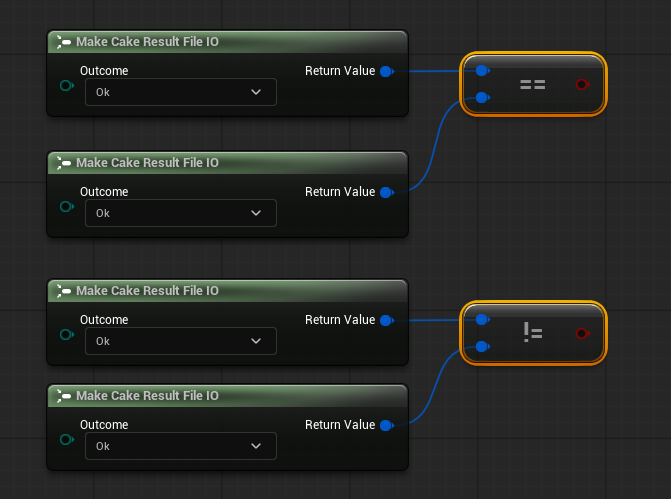 Make Cake Result File IO
Outcome
Return Value
Ok
==
Make Cake Result File IO
Outcome
Return Value
Ok
Make Cake Result File IO
Outcome
Return Value
Ok
!=
Make Cake Result File IO
Outcome
Return Value
Ok